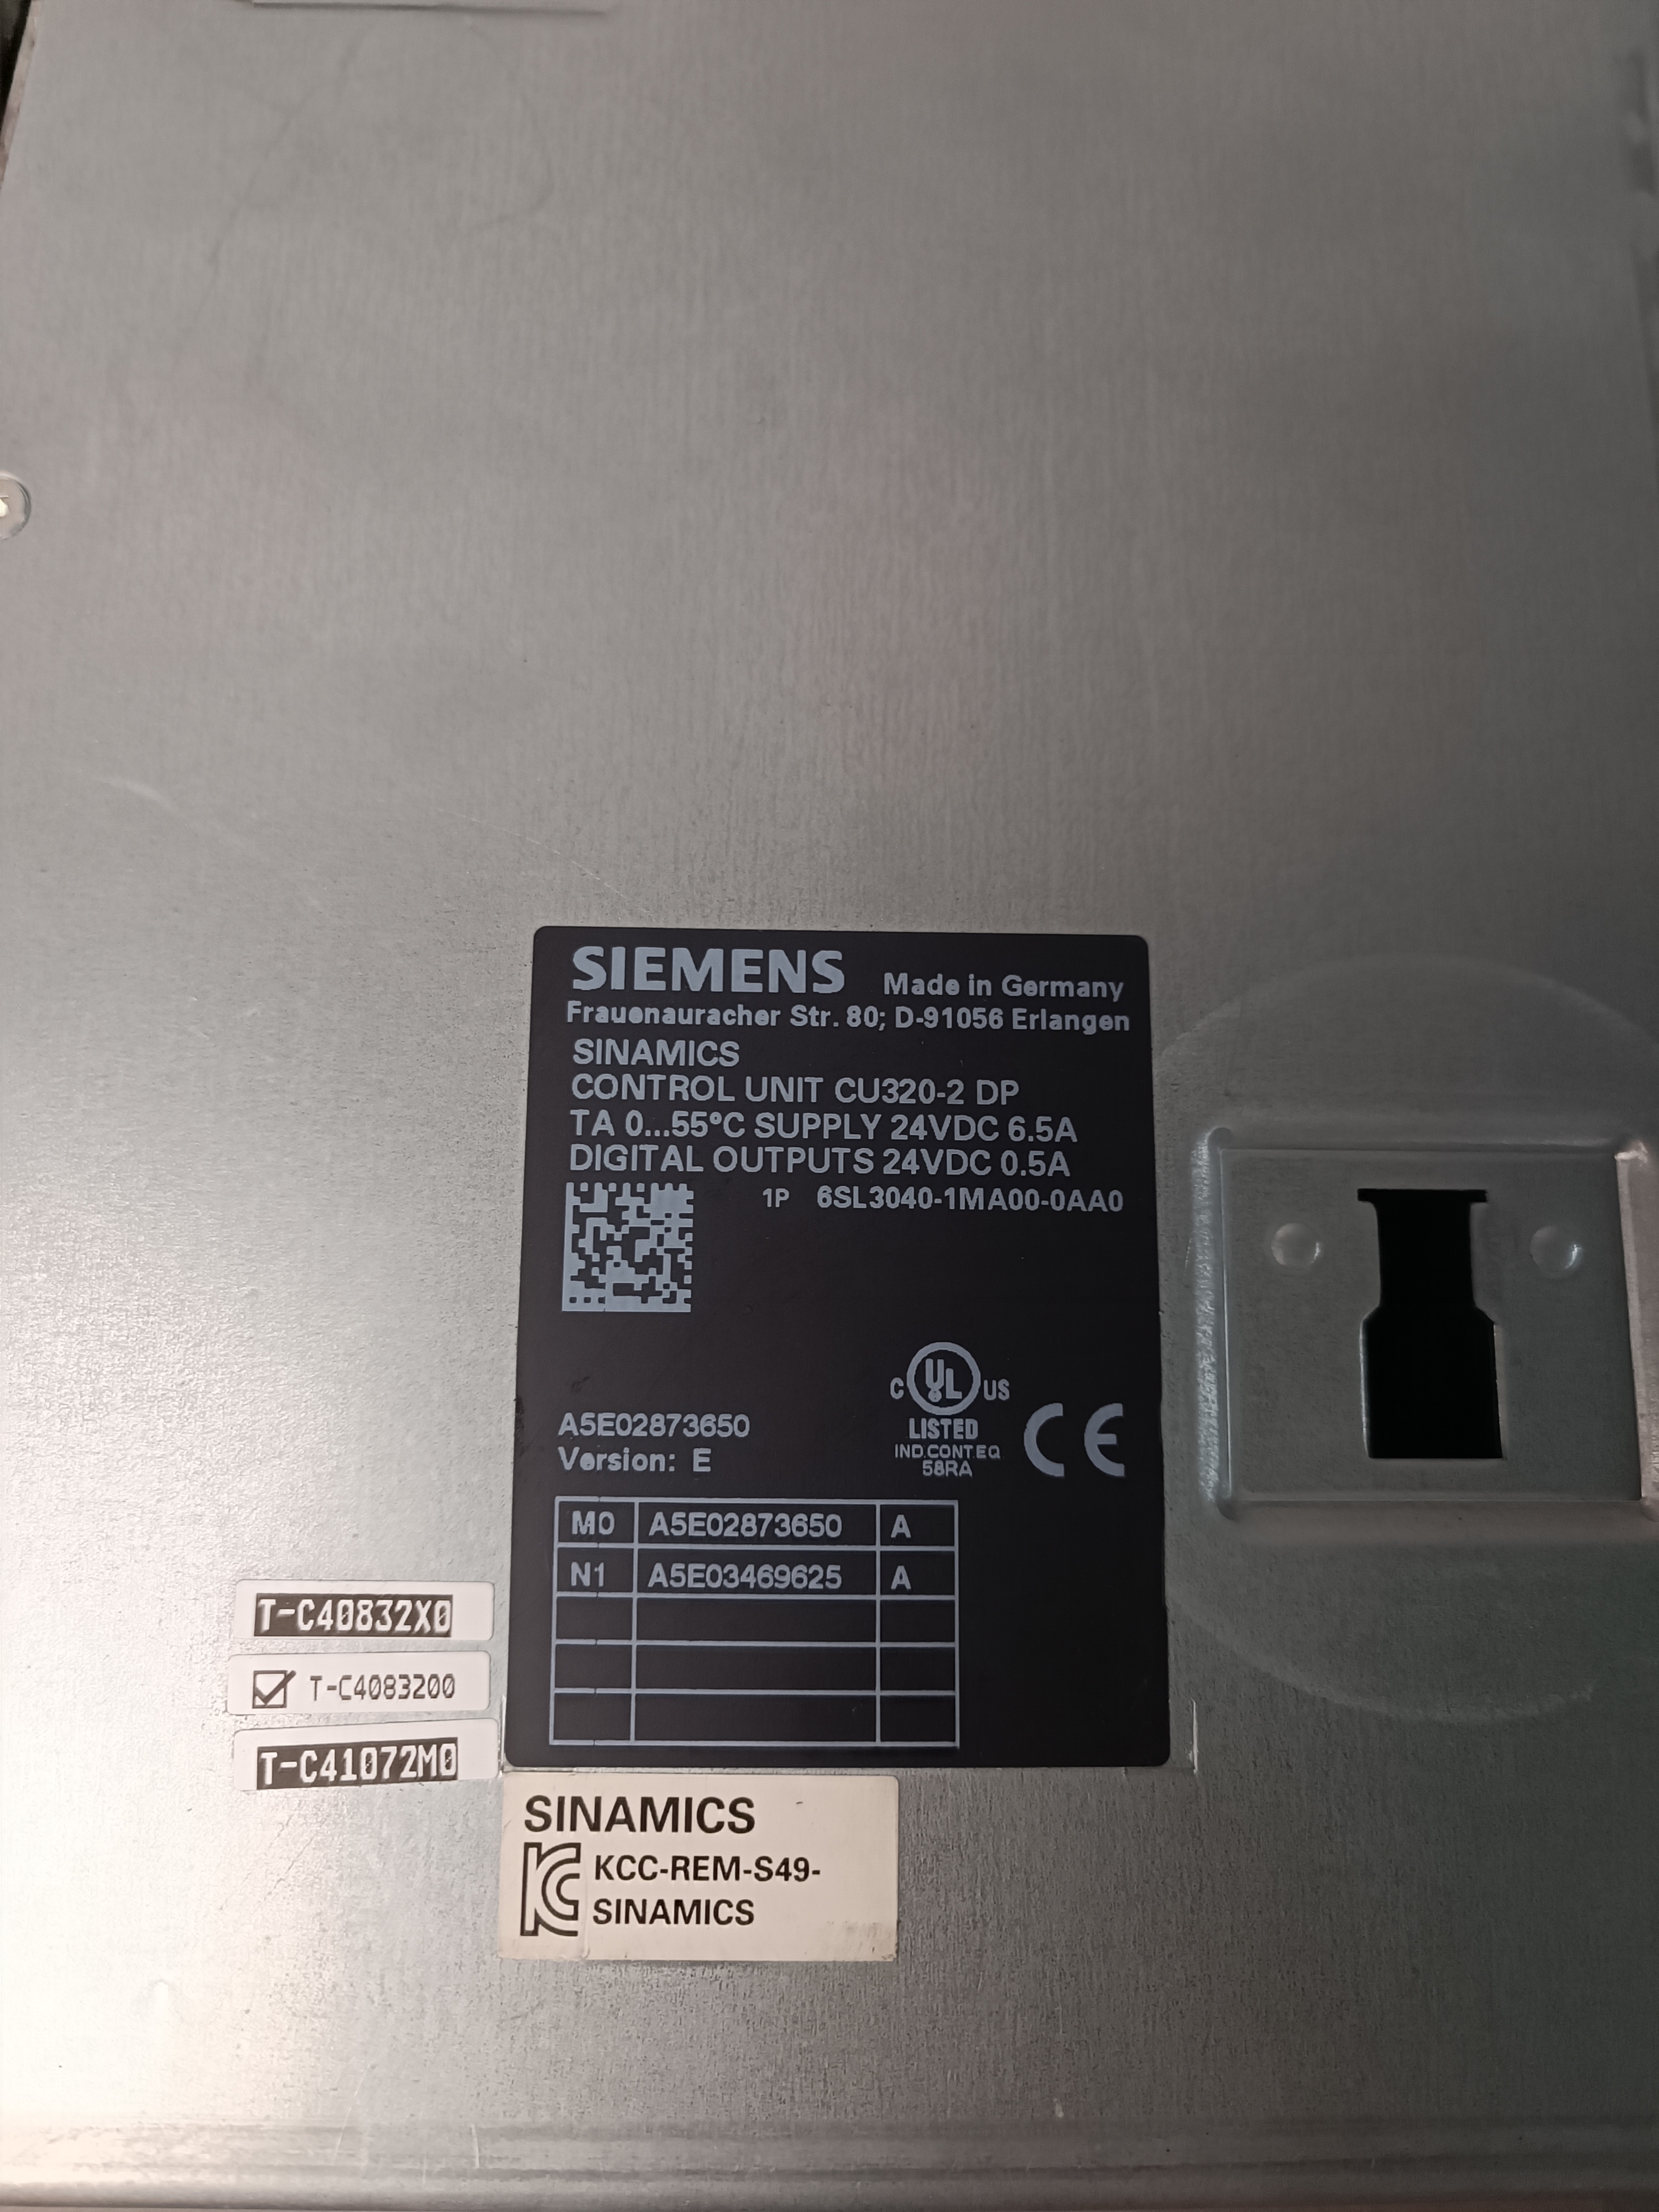 SIEMENS Made in Germany
Frauenauracher Str. 80; D-91056 Erlangen
SINAMICS
CONTROL UNIT CU320-2 DP
TA 0...55°C SUPPLY 24VDC 6.5A
DIGITAL OUTPUTS 24VDC 0.5A
1P 6SL3040-1MA00-0AA0
C UL US
LISTED
IND.CONT.EQ
58RA
CE
A5E02873650
Version: E
M0 A5E02873650 A
N1 A5E03469625 A
T-C40832X0
T-C4083200
T-C41072M0
SINAMICS
KCC-REM-S49-
SINAMICS